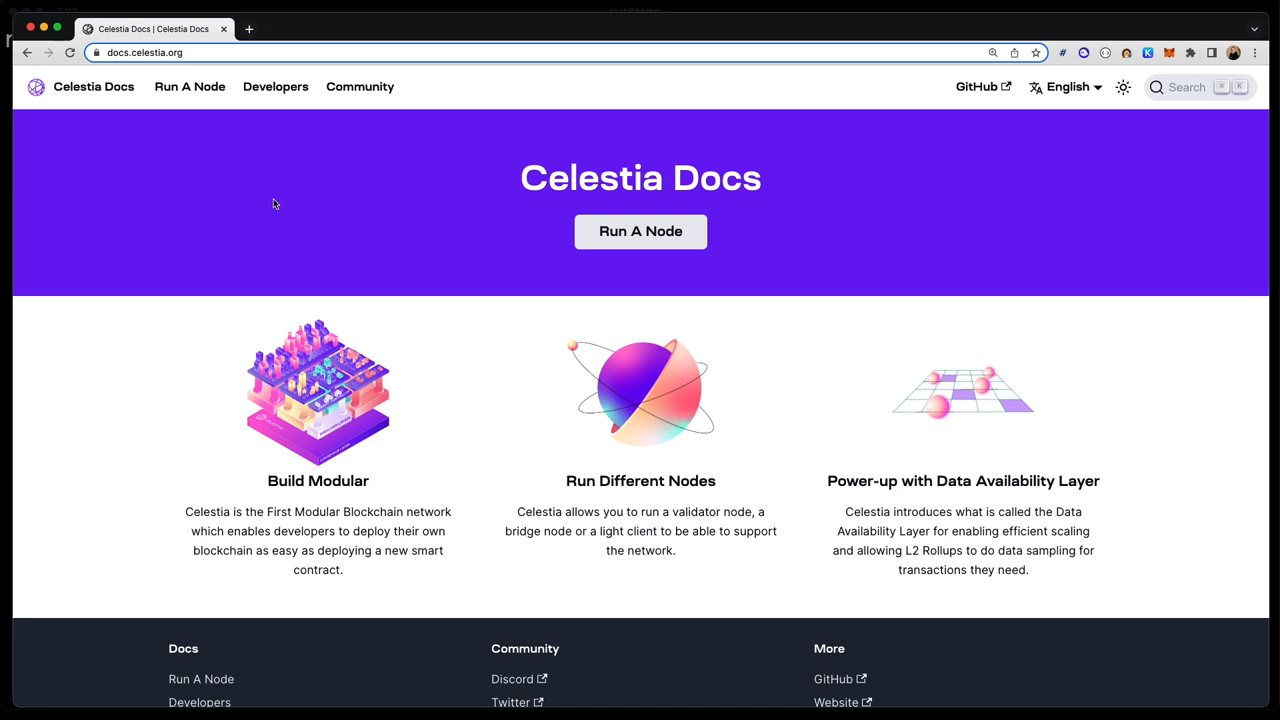 Celestia Docs | Celestia Docs
docs.celestia.org
Celestia Docs Run A Node Developers Community GitHub English Search ⌘ K
Celestia Docs
Run A Node
Build Modular
Celestia is the First Modular Blockchain network
which enables developers to deploy their own
blockchain as easy as deploying a new smart
contract.
Run Different Nodes
Celestia allows you to run a validator node, a
bridge node or a light client to be able to support
the network.
Power-up with Data Availability Layer
Celestia introduces what is called the Data
Availability Layer for enabling efficient scaling
and allowing L2 Rollups to do data sampling for
transactions they need.
Docs
Run A Node
Developers
Community
Discord
Twitter
More
GitHub
Website